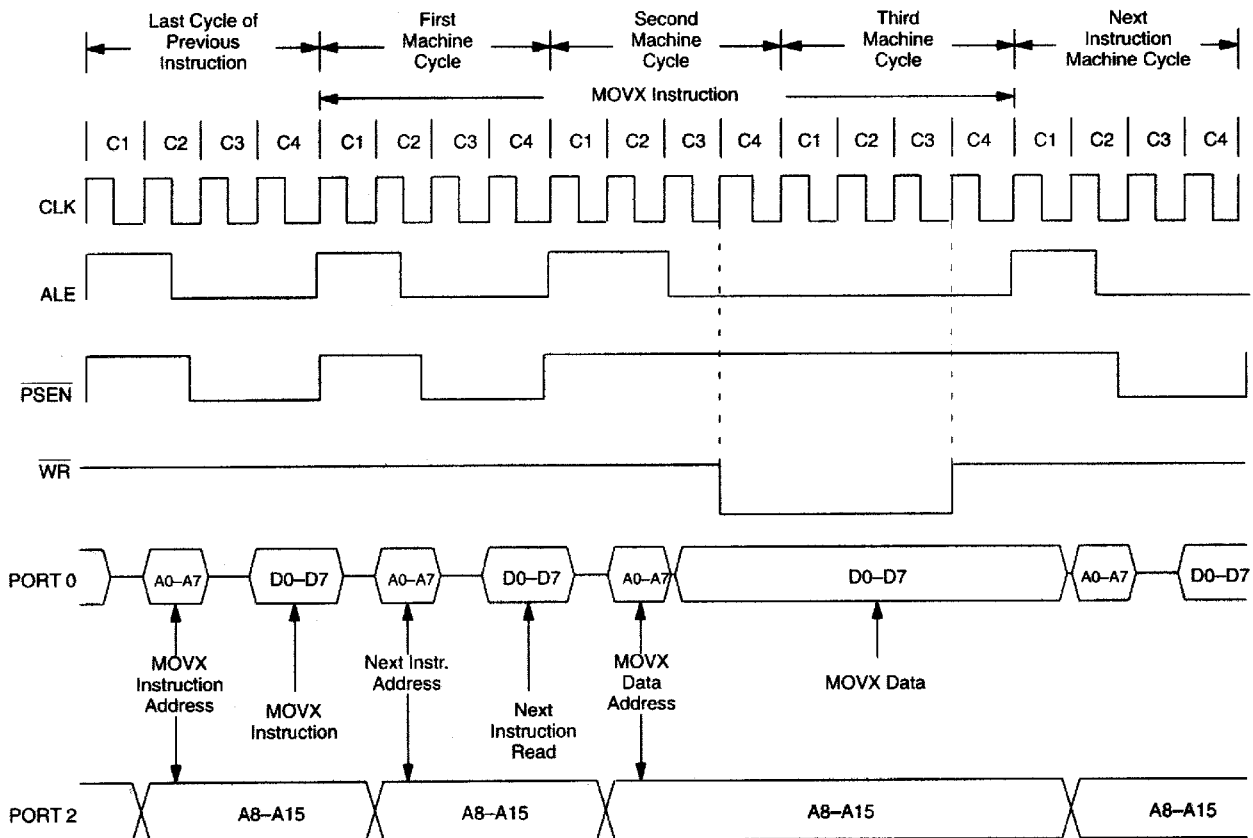 Last Cycle of
Previous
Instruction
First
Machine
Cycle
Second
Machine
Cycle
Third
Machine
Cycle
Next
Instruction
Machine Cycle
MOVX Instruction
C1 C2 C3 C4 C1 C2 C3 C4 C1 C2 C3 C4 C1 C2 C3 C4 C1 C2 C3 C4
CLK
ALE
PSEN
WR
PORT 0
A0–A7 D0–D7 A0–A7 D0–D7 A0–A7 D0–D7 A0–A7 D0–D7
MOVX
Instruction
Address
MOVX
Instruction
Next Instr.
Address
Next
Instruction
Read
MOVX
Data
Address
MOVX Data
PORT 2
A8–A15 A8–A15 A8–A15 A8–A15